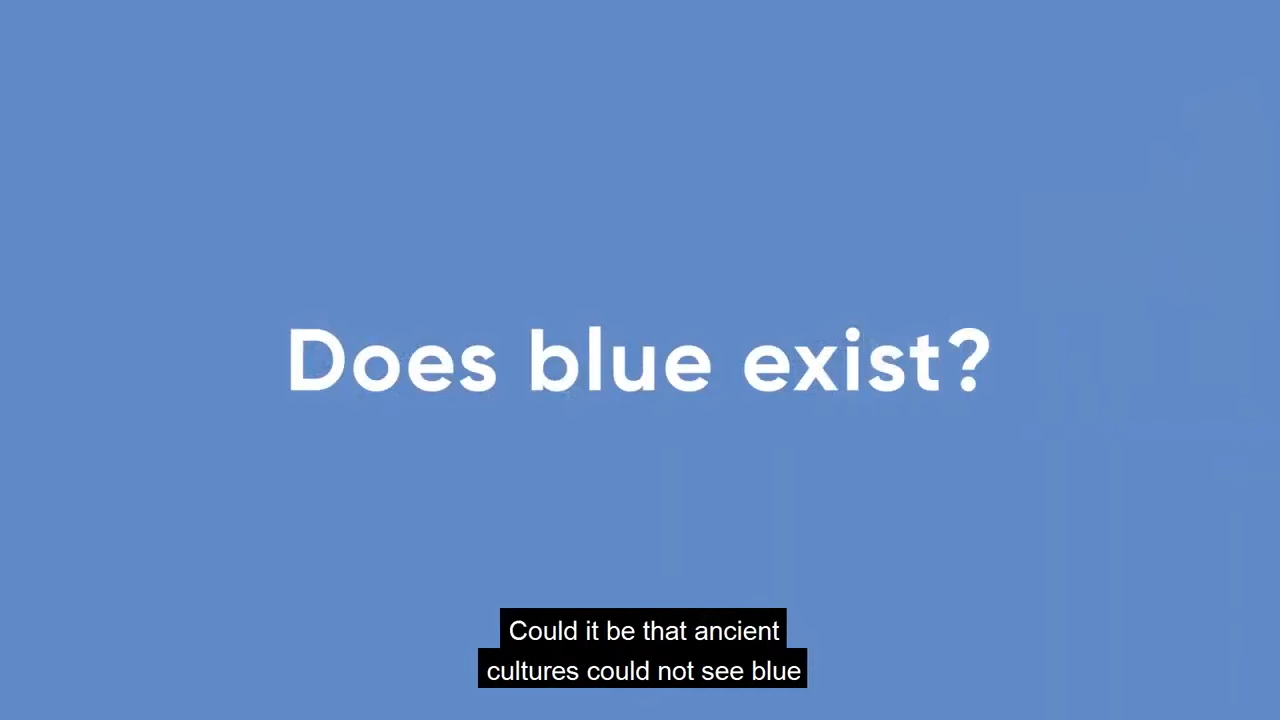 Does blue exist?
Could it be that ancient
cultures could not see blue